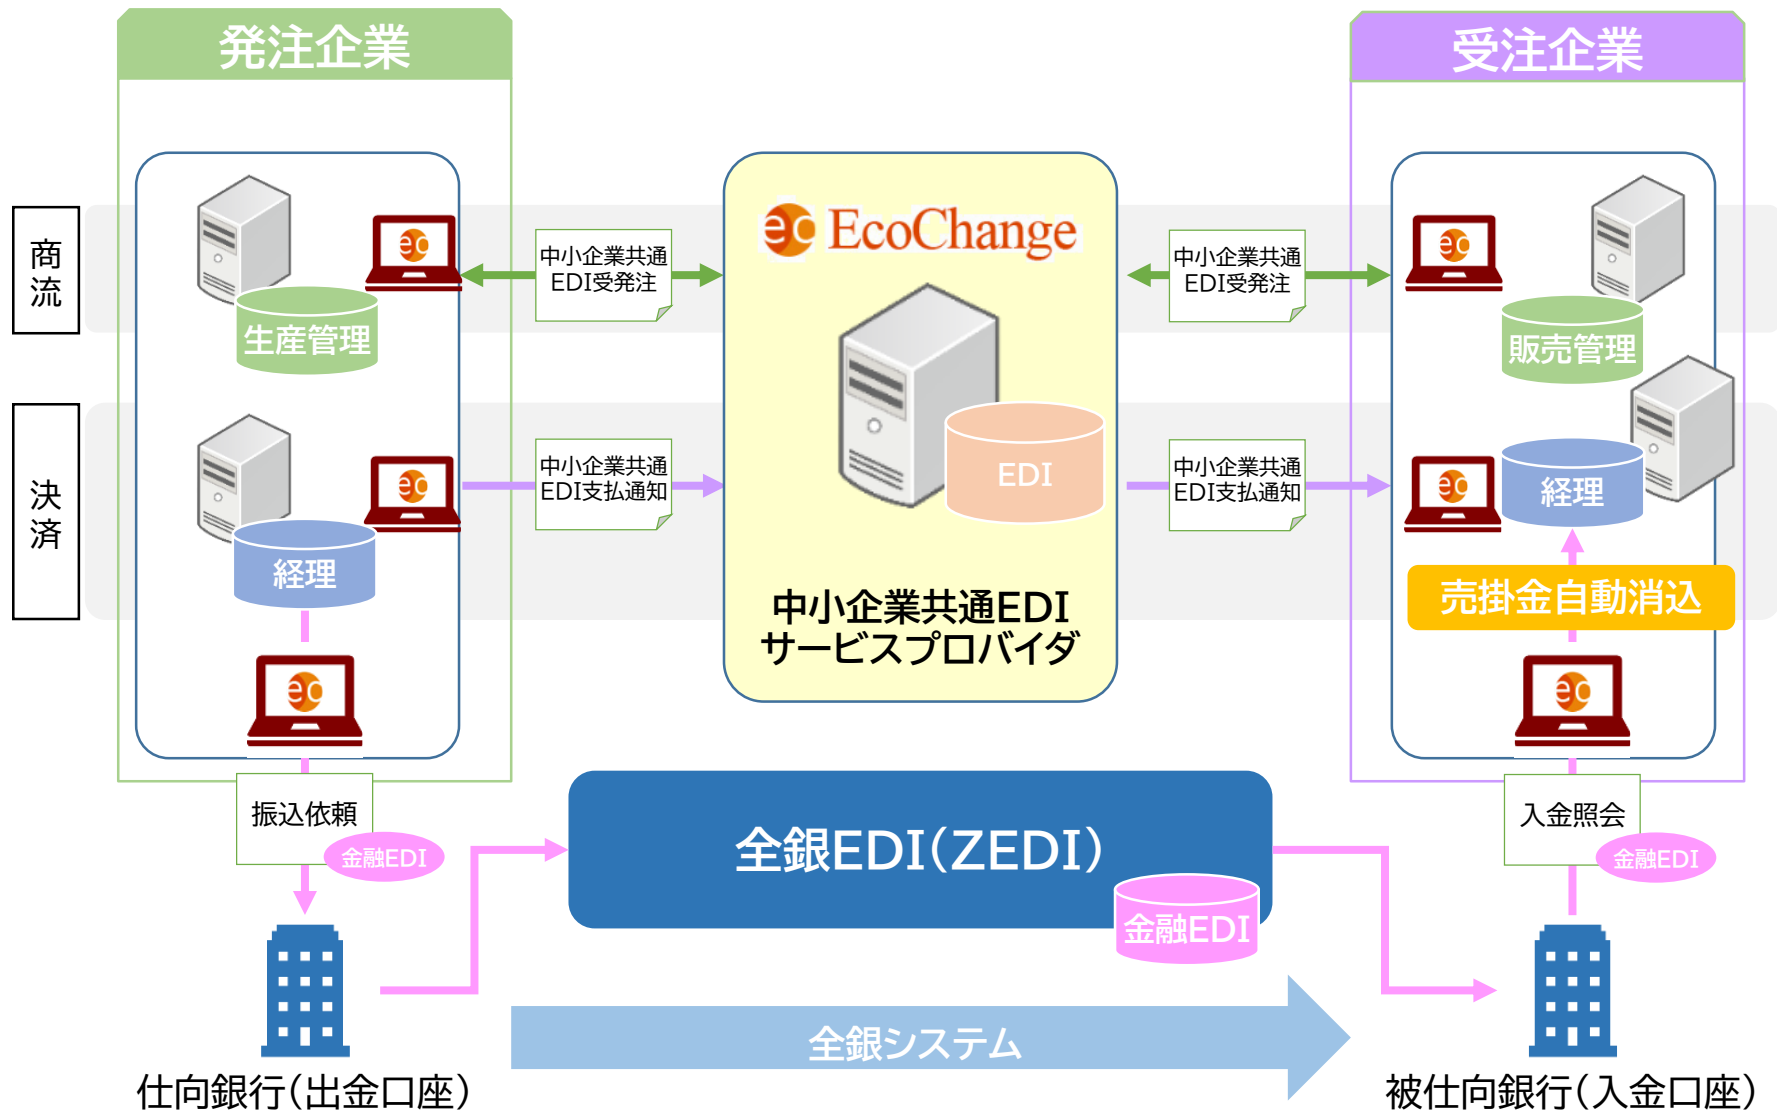 発注企業
受注企業
商流
決済
ec
中小企業共通
EDI受発注
ec EcoChange
中小企業共通
EDI受発注
ec
生産管理
販売管理
ec
中小企業共通
EDI支払通知
EDI
中小企業共通
EDI支払通知
ec
経理
経理
中小企業共通EDI
サービスプロバイダ
売掛金自動消込
ec
ec
振込依頼
金融EDI
全銀EDI(ZEDI)
金融EDI
入金照会
金融EDI
全銀システム
仕向銀行(出金口座)
被仕向銀行(入金口座)